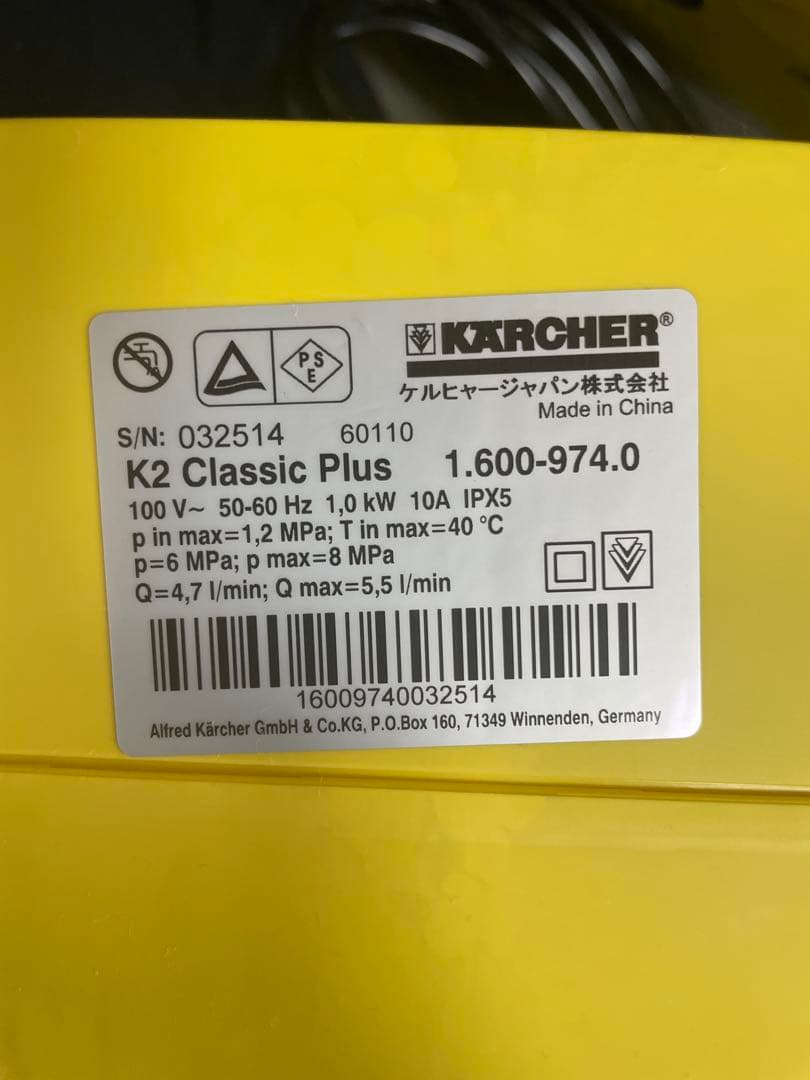 PSE
KÄRCHER®
ケルヒャージャパン株式会社
Made in China
S/N: 032514 60110
K2 Classic Plus 1.600-974.0
100 V~ 50-60 Hz 1,0 kW 10A IPX5
p in max=1,2 MPa; T in max=40 °C
p=6 MPa; p max=8 MPa
Q=4,7 l/min; Q max=5,5 l/min
16009740032514
Alfred Kärcher GmbH & Co.KG, P.O.Box 160, 71349 Winnenden, Germany